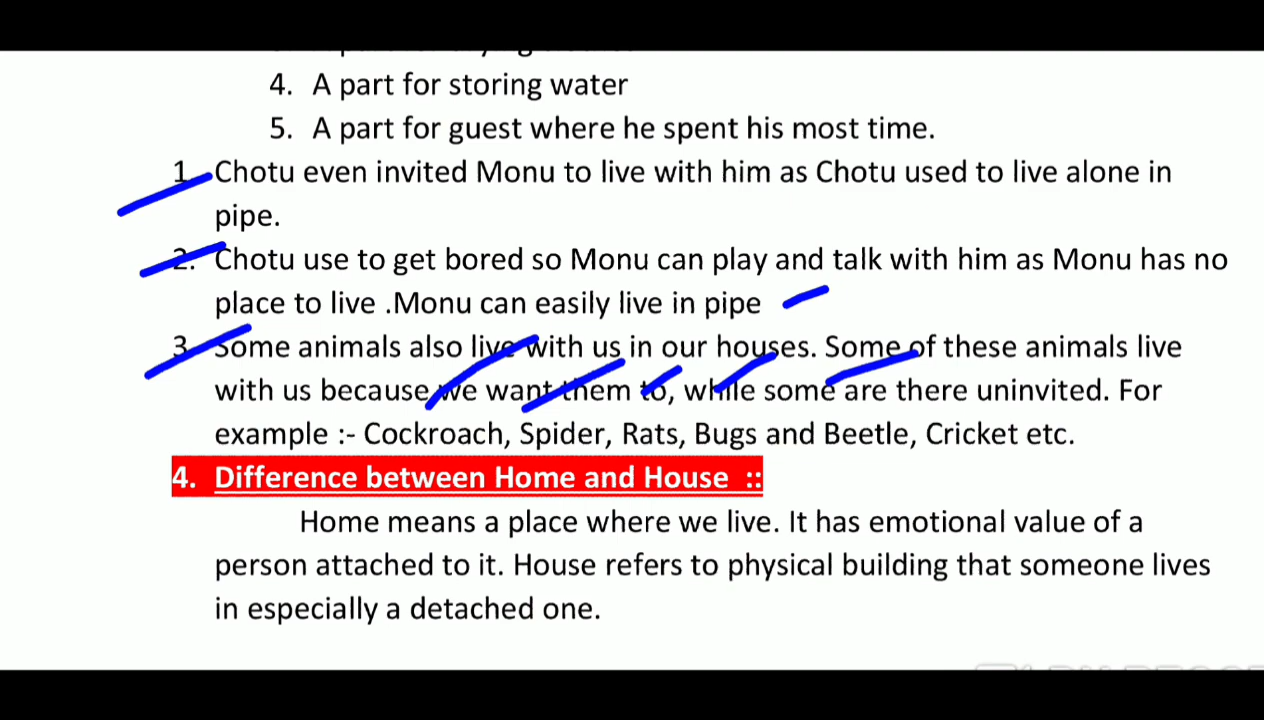 4. A part for storing water
5. A part for guest where he spent his most time.
1. Chotu even invited Monu to live with him as Chotu used to live alone in
pipe.
2. Chotu use to get bored so Monu can play and talk with him as Monu has no
place to live .Monu can easily live in pipe
3. Some animals also live with us in our houses. Some of these animals live
with us because we want them to, while some are there uninvited. For
example :- Cockroach, Spider, Rats, Bugs and Beetle, Cricket etc.
4. Difference between Home and House ::
Home means a place where we live. It has emotional value of a
person attached to it. House refers to physical building that someone lives
in especially a detached one.